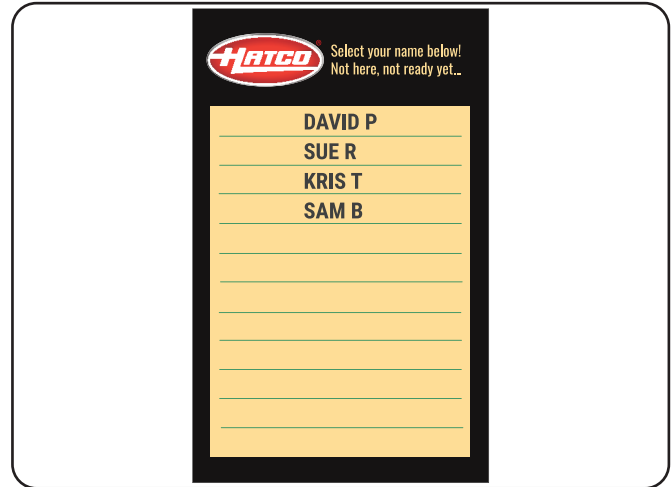 HATCO
®
Select your name below!
Not here, not ready yet...
DAVID P
SUE R
KRIS T
SAM B